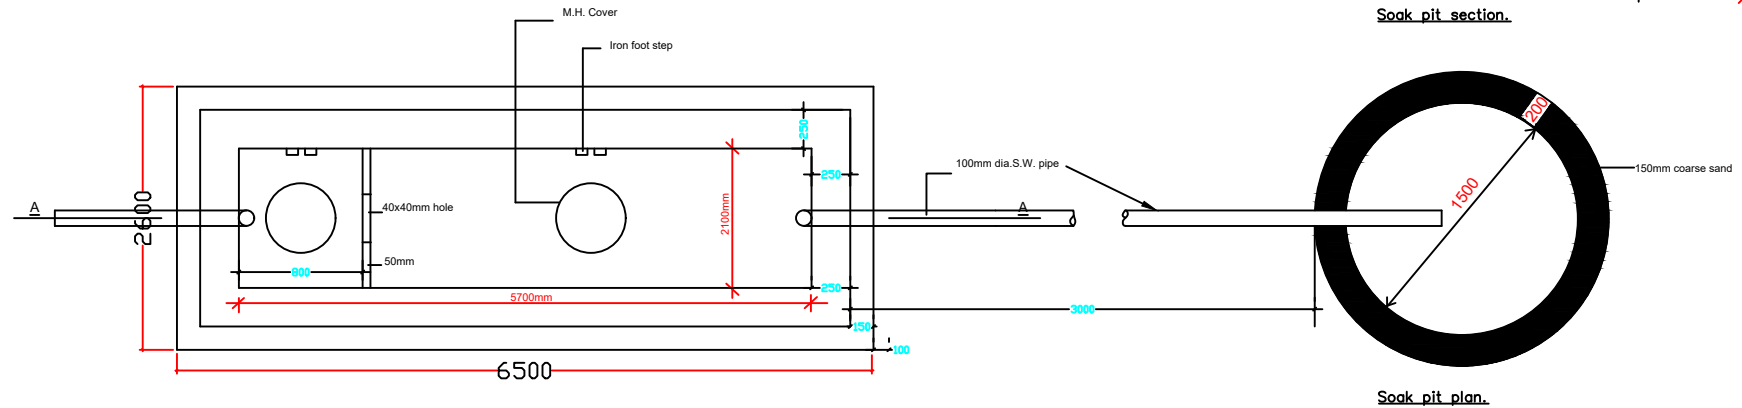 M.H. Cover
Soak pit section.
Iron foot step
250
200
100mm dia.S.W. pipe
150mm coarse sand
250
1500
A
2600
40x40mm hole
2100mm
A
50mm
800
250
5700mm
3000
150
100
6500
Soak pit plan.